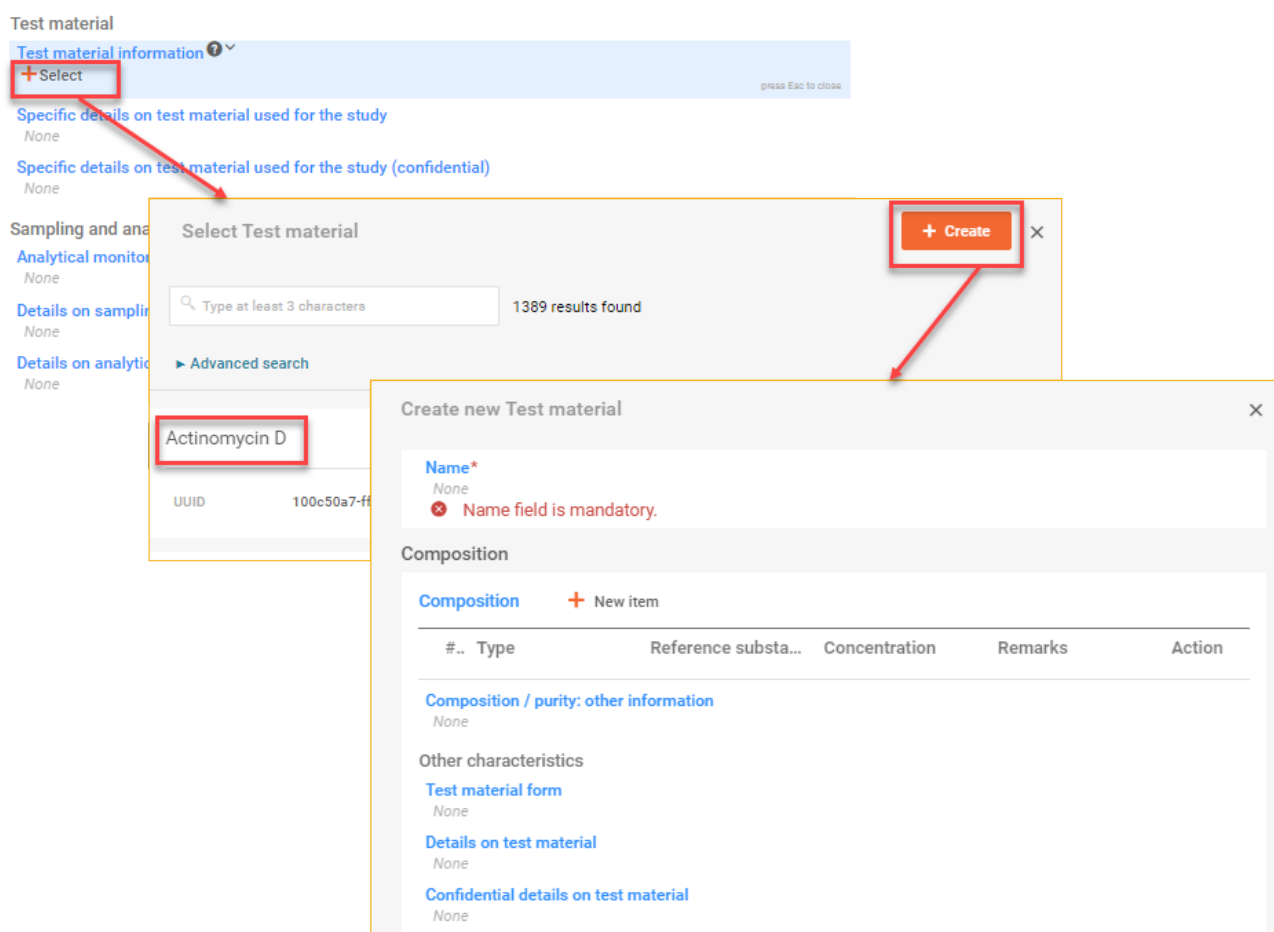 Test material
Test material information
+ Select
press Esc to close
Specific details on test material used for the study
None
Specific details on test material used for the study (confidential)
None
Sampling and ana
Analytical monitor
None
Details on samplin
None
Details on analytic
None
Select Test material
+ Create
Type at least 3 characters
1389 results found
Advanced search
Actinomycin D
UUID 100c50a7-ff
Create new Test material
Name*
None
Name field is mandatory.
Composition
Composition + New item
#.. Type Reference substa... Concentration Remarks Action
Composition / purity: other information
None
Other characteristics
Test material form
None
Details on test material
None
Confidential details on test material
None